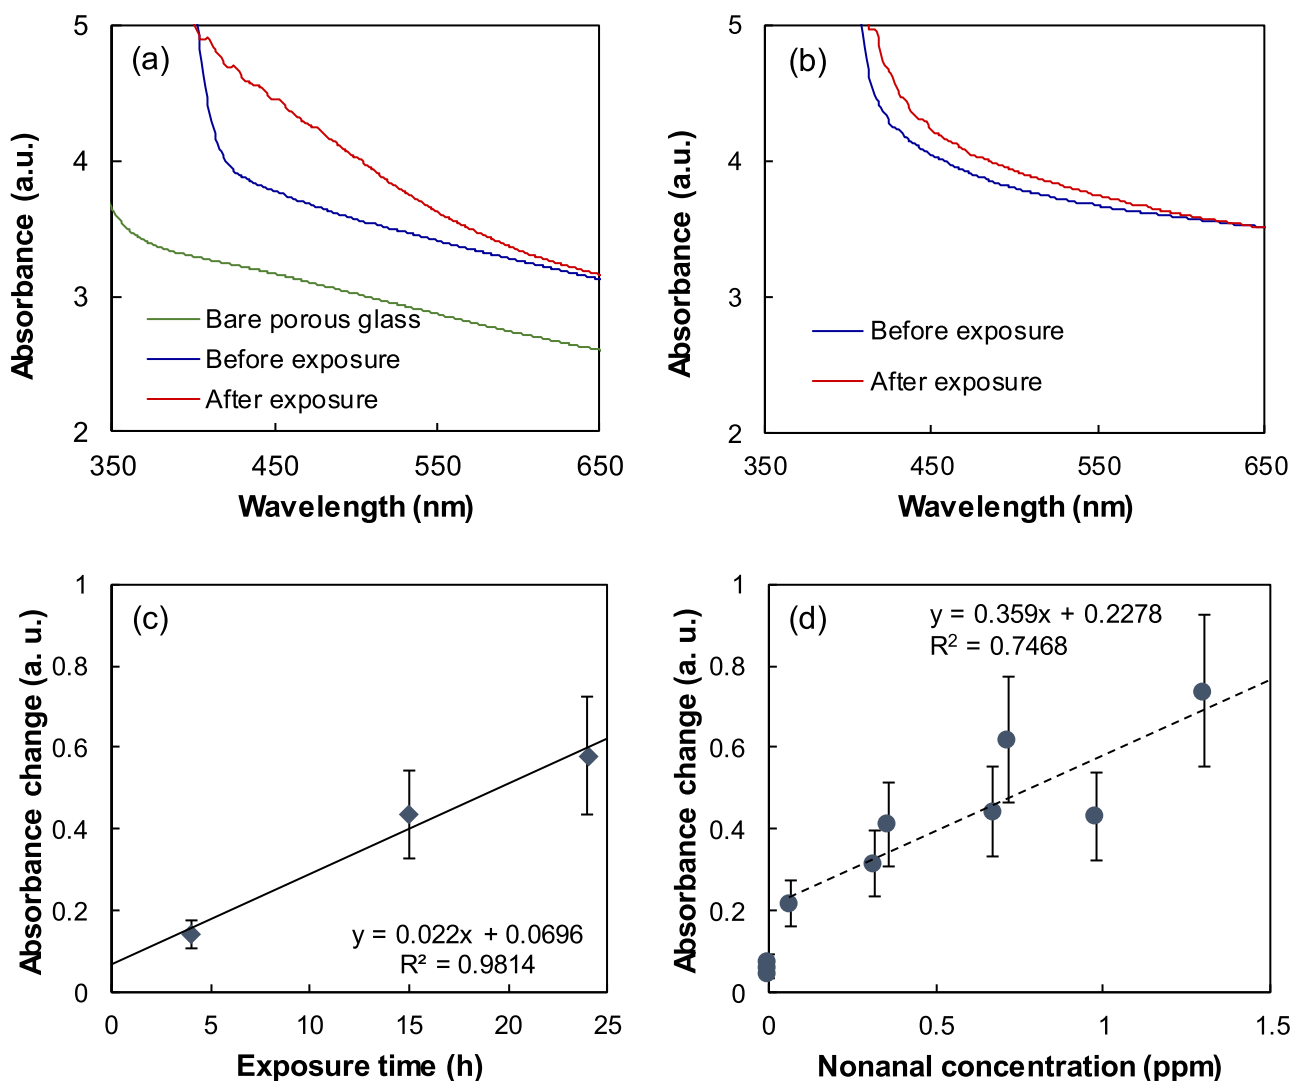 (a)
5
4
3
2
Absorbance (a.u.)
Bare porous glass
Before exposure
After exposure
350
450
550
650
Wavelength (nm)
(b)
5
4
3
2
Absorbance (a.u.)
Before exposure
After exposure
350
450
550
650
Wavelength (nm)
(c)
1
0.8
0.6
0.4
0.2
0
Absorbance change (a. u.)
y = 0.022x + 0.0696
R² = 0.9814
0
5
15
20
25
Exposure time (h)
(d)
1
0.8
0.6
0.4
0.2
0
Absorbance change (a. u.)
y = 0.359x + 0.2278
R² = 0.7468
0
0.5
1
1.5
Nonanal concentration (ppm)